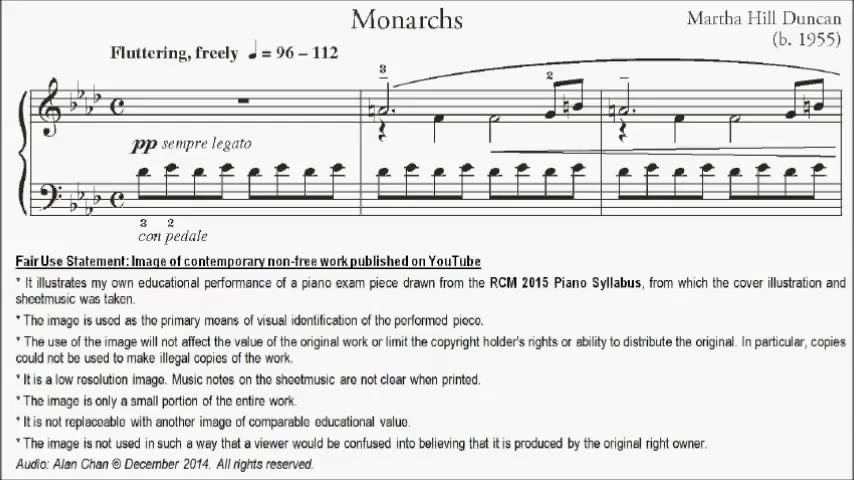 Monarchs
Martha Hill Duncan
(b. 1955)
Fluttering, freely ♩ = 96 – 112
3
2
pp sempre legato
3 2
con pedale
Fair Use Statement: Image of contemporary non-free work published on YouTube
* It illustrates my own educational performance of a piano exam piece drawn from the RCM 2015 Piano Syllabus, from which the cover illustration and
sheetmusic was taken.
* The image is used as the primary means of visual identification of the performed piece.
* The use of the image will not affect the value of the original work or limit the copyright holder's rights or ability to distribute the original. In particular, copies
could not be used to make illegal copies of the work.
* It is a low resolution image. Music notes on the sheetmusic are not clear when printed.
* The image is only a small portion of the entire work.
* It is not replaceable with another image of comparable educational value.
* The image is not used in such a way that a viewer would be confused into believing that it is produced by the original right owner.
Audio: Alan Chan © December 2014. All rights reserved.